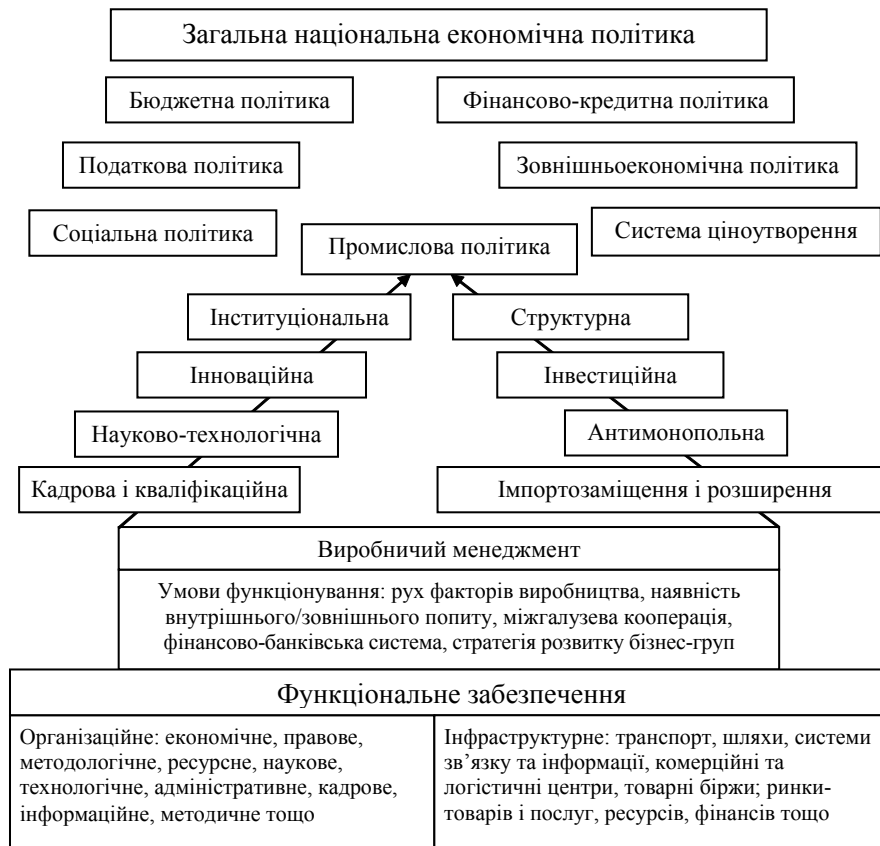 Загальна національна економічна політика
Бюджетна політика
Фінансово-кредитна політика
Податкова політика
Зовнішньоекономічна політика
Соціальна політика
Система ціноутворення
Промислова політика
Інституціональна
Структурна
Інноваційна
Інвестиційна
Науково-технологічна
Антимонопольна
Кадрова і кваліфікаційна
Імпортозаміщення і розширення
Виробничий менеджмент
Умови функціонування: рух факторів виробництва, наявність
внутрішнього/зовнішнього попиту, міжгалузева кооперація,
фінансово-банківська система, стратегія розвитку бізнес-груп
Функціональне забезпечення
Організаційне: економічне, правове,
методологічне, ресурсне, наукове,
технологічне, адміністративне, кадрове,
інформаційне, методичне тощо
Інфраструктурне: транспорт, шляхи, системи
зв’язку та інформації, комерційні та
логістичні центри, товарні біржи; ринки-
товарів і послуг, ресурсів, фінансів тощо